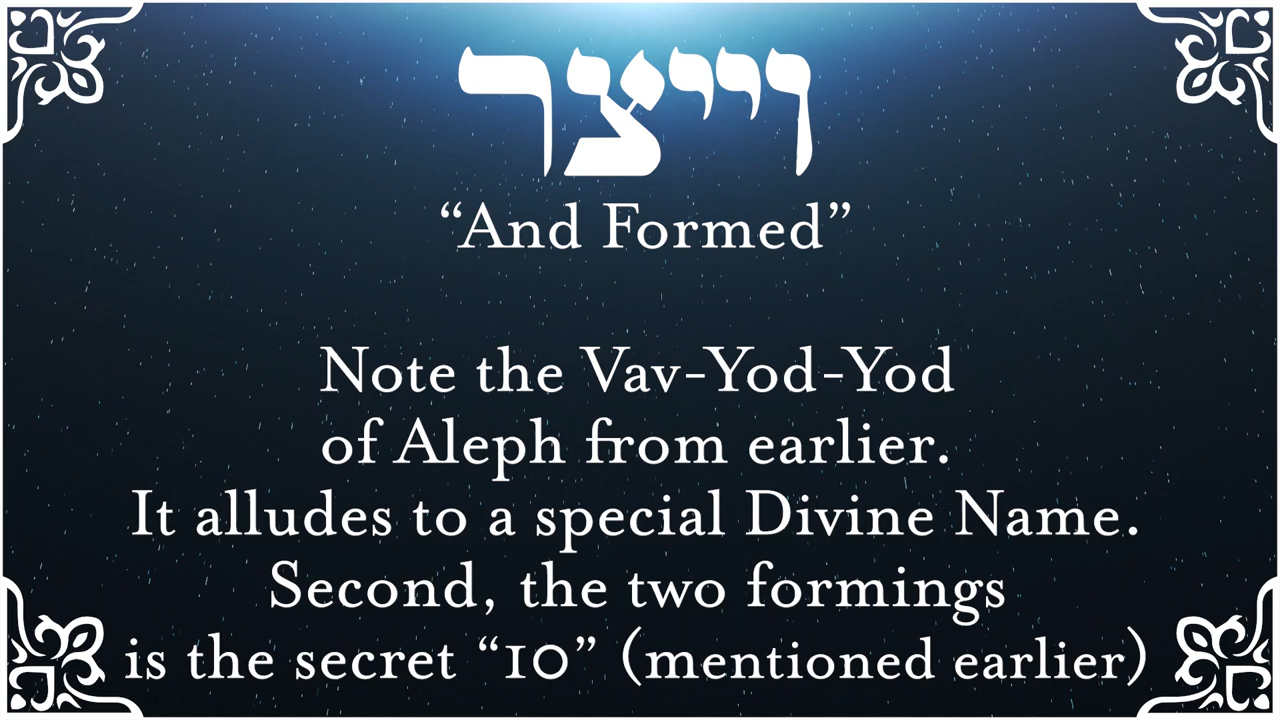 וייצר
“And Formed”
Note the Vav-Yod-Yod
of Aleph from earlier.
It alludes to a special Divine Name.
Second, the two formings
is the secret “10” (mentioned earlier)